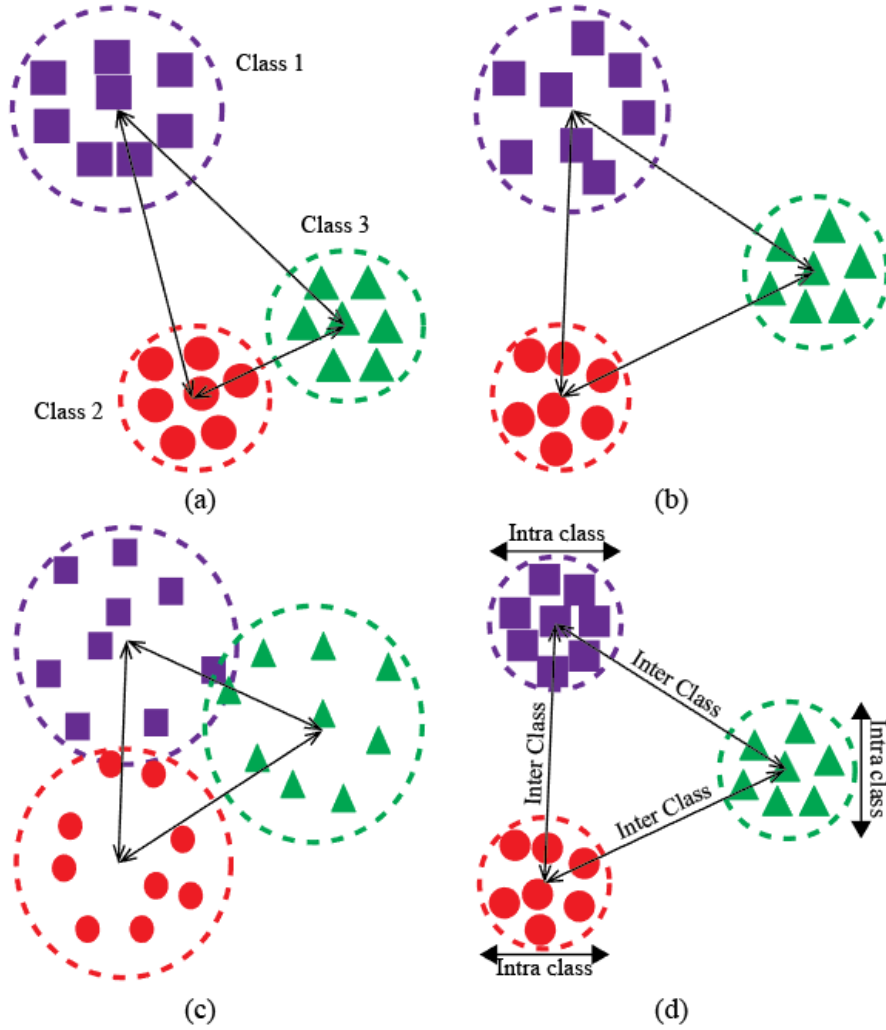 Class 1
Class 3
Class 2
(a)
(b)
Intra class
Inter Class
Inter Class
Intra class
Inter Class
Intra class
(c)
(d)